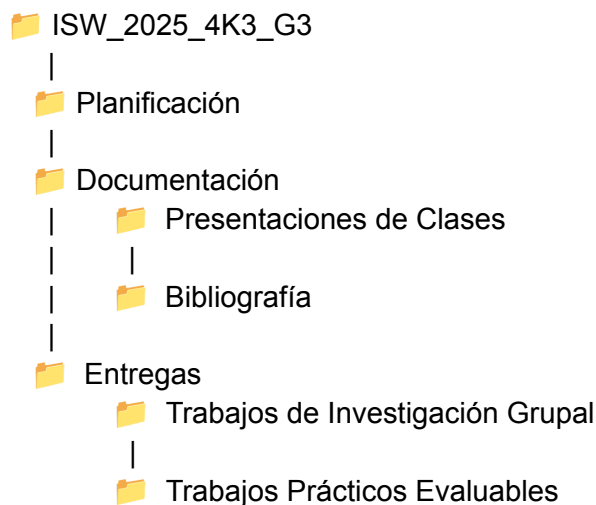 ISW_2025_4K3_G3
Planificación
Documentación
Presentaciones de Clases
Bibliografía
Entregas
Trabajos de Investigación Grupal
Trabajos Prácticos Evaluables